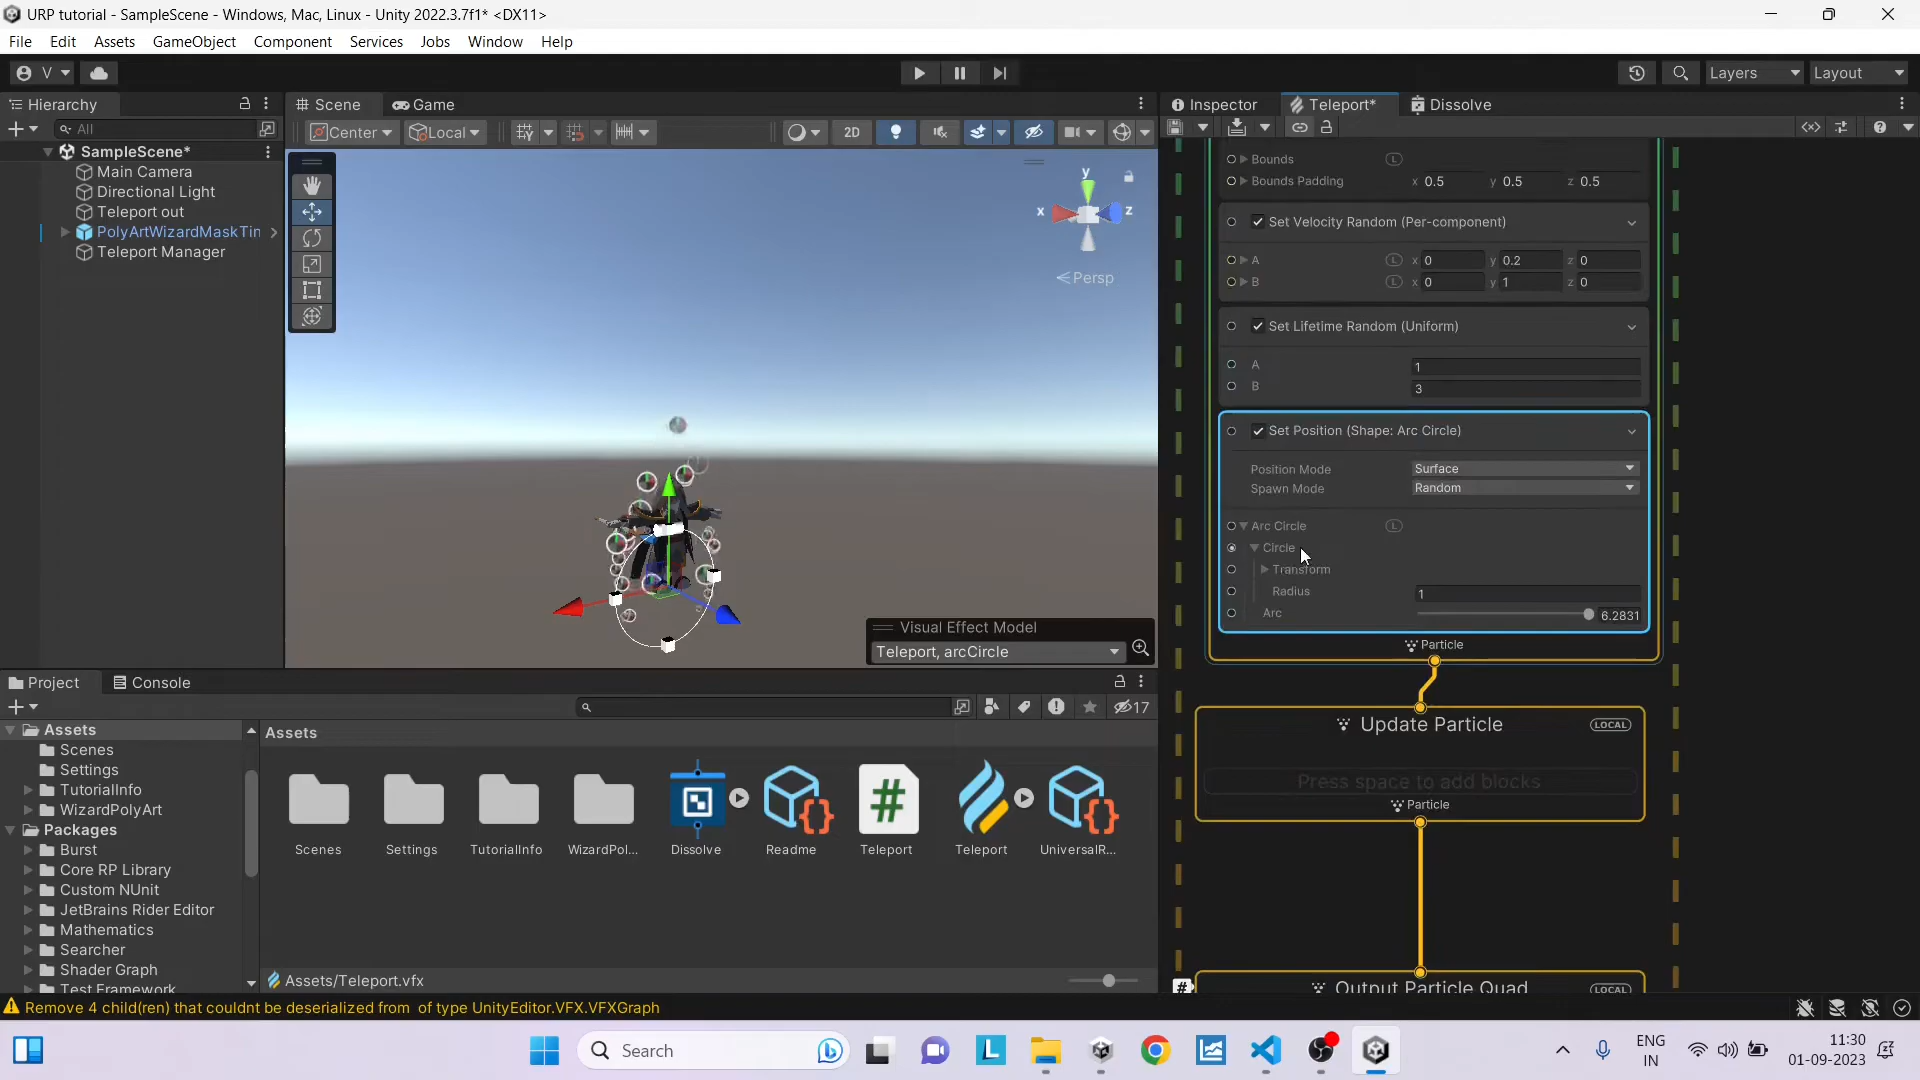 URP tutorial - SampleScene - Windows, Mac, Linux - Unity 2022.3.7f1* <DX11>
File Edit Assets GameObject Component Services Jobs Window Help
V
Layers Layout
Hierarchy
All
SampleScene*
Main Camera
Directional Light
Teleport out
PolyArtWizardMaskTin
Teleport Manager
Scene Game
Center Local 2D
y
x z
Persp
Visual Effect Model
Teleport, arcCircle
Inspector Teleport* Dissolve
Bounds L
Bounds Padding x 0.5 y 0.5 z 0.5
Set Velocity Random (Per-component)
A L x 0 y 0.2 z 0
B L x 0 y 1 z 0
Set Lifetime Random (Uniform)
A 1
B 3
Set Position (Shape: Arc Circle)
Position Mode Surface
Spawn Mode Random
Arc Circle L
Circle
Transform
Radius 1
Arc 6.2831
Particle
Update Particle LOCAL
Press space to add blocks
Particle
Output Particle Quad LOCAL
Project Console
17
Assets
Scenes
Settings
TutorialInfo
WizardPolyArt
Packages
Burst
Core RP Library
Custom NUnit
JetBrains Rider Editor
Mathematics
Searcher
Shader Graph
Test Framework
Assets
Scenes Settings TutorialInfo WizardPol... Dissolve Readme Teleport Teleport UniversalR...
Assets/Teleport.vfx
Remove 4 child(ren) that couldnt be deserialized from of type UnityEditor.VFX.VFXGraph
Search
ENG
IN
11:30
01-09-2023